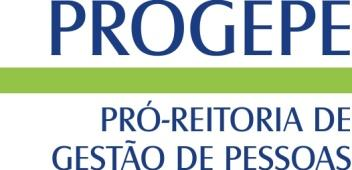 PROGEPE
PRÓ-REITORIA DE
GESTÃO DE PESSOAS